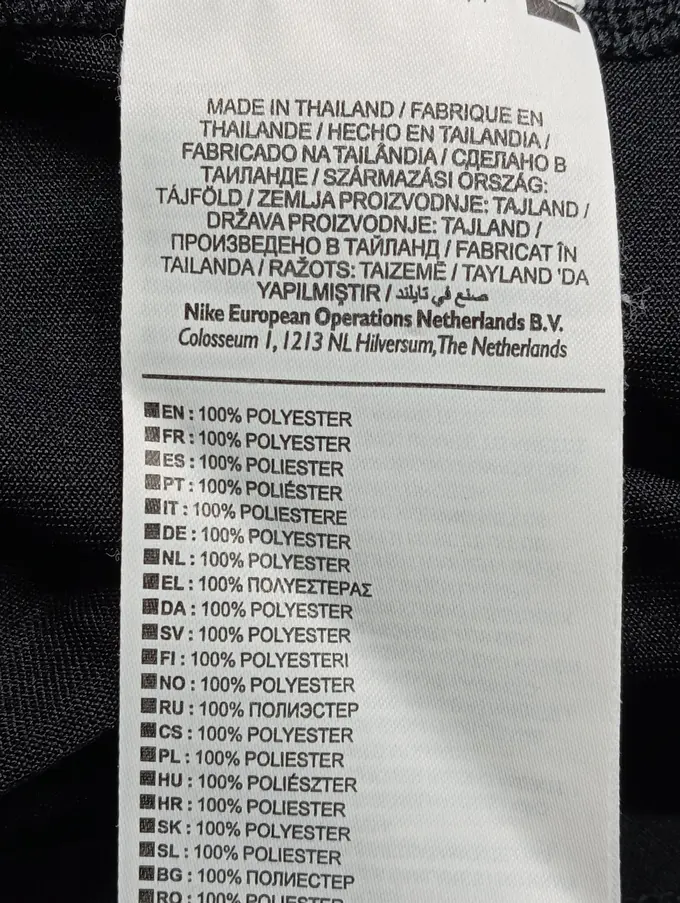 MADE IN THAILAND / FABRIQUE EN
THAILANDE / HECHO EN TAILANDIA /
FABRICADO NA TAILÂNDIA / СДЕЛАНО В
ТАИЛАНДЕ / SZÁRMAZÁSI ORSZÁG:
TÁJFÖLD / ZEMLJA PROIZVODNJE: TAJLAND /
DRŽAVA PROIZVODNJE: TAJLAND /
ПРОИЗВЕДЕНО В ТАЙЛАНД / FABRICAT ÎN
TAILANDA / RAŽOTS: TAIZEMĒ / TAYLAND 'DA
YAPILMIŞTIR / صنع في تايلند
Nike European Operations Netherlands B.V.
Colosseum 1, 1213 NL Hilversum, The Netherlands
EN : 100% POLYESTER
FR : 100% POLYESTER
ES : 100% POLIESTER
PT : 100% POLIÉSTER
IT : 100% POLIESTERE
DE : 100% POLYESTER
NL : 100% POLYESTER
EL : 100% ΠΟΛΥΕΣΤΕΡΑΣ
DA : 100% POLYESTER
SV : 100% POLYESTER
FI : 100% POLYESTERI
NO : 100% POLYESTER
RU : 100% ПОЛИЭСТЕР
CS : 100% POLYESTER
PL : 100% POLIESTER
HU : 100% POLIÉSZTER
HR : 100% POLIESTER
SK : 100% POLYESTER
SL : 100% POLIESTER
BG : 100% ПОЛИЕСТЕР
RO : 100% POLIESTER